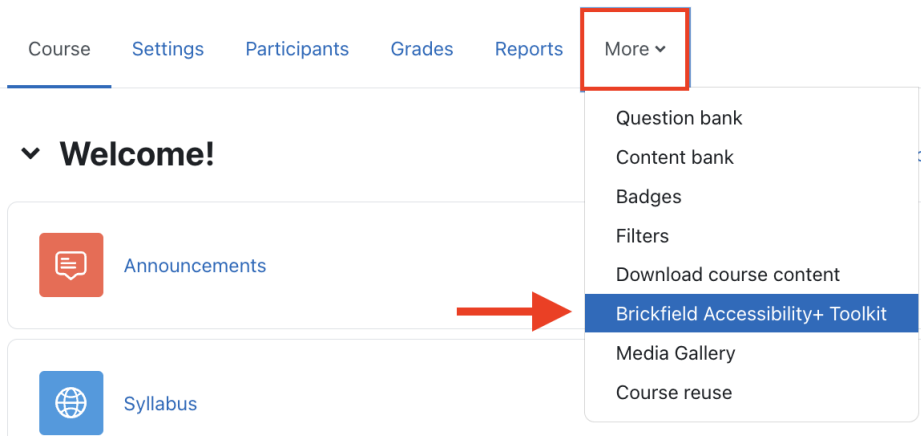 Course Settings Participants Grades Reports More
Welcome!
Announcements
Syllabus
Question bank
Content bank
Badges
Filters
Download course content
Brickfield Accessibility+ Toolkit
Media Gallery
Course reuse